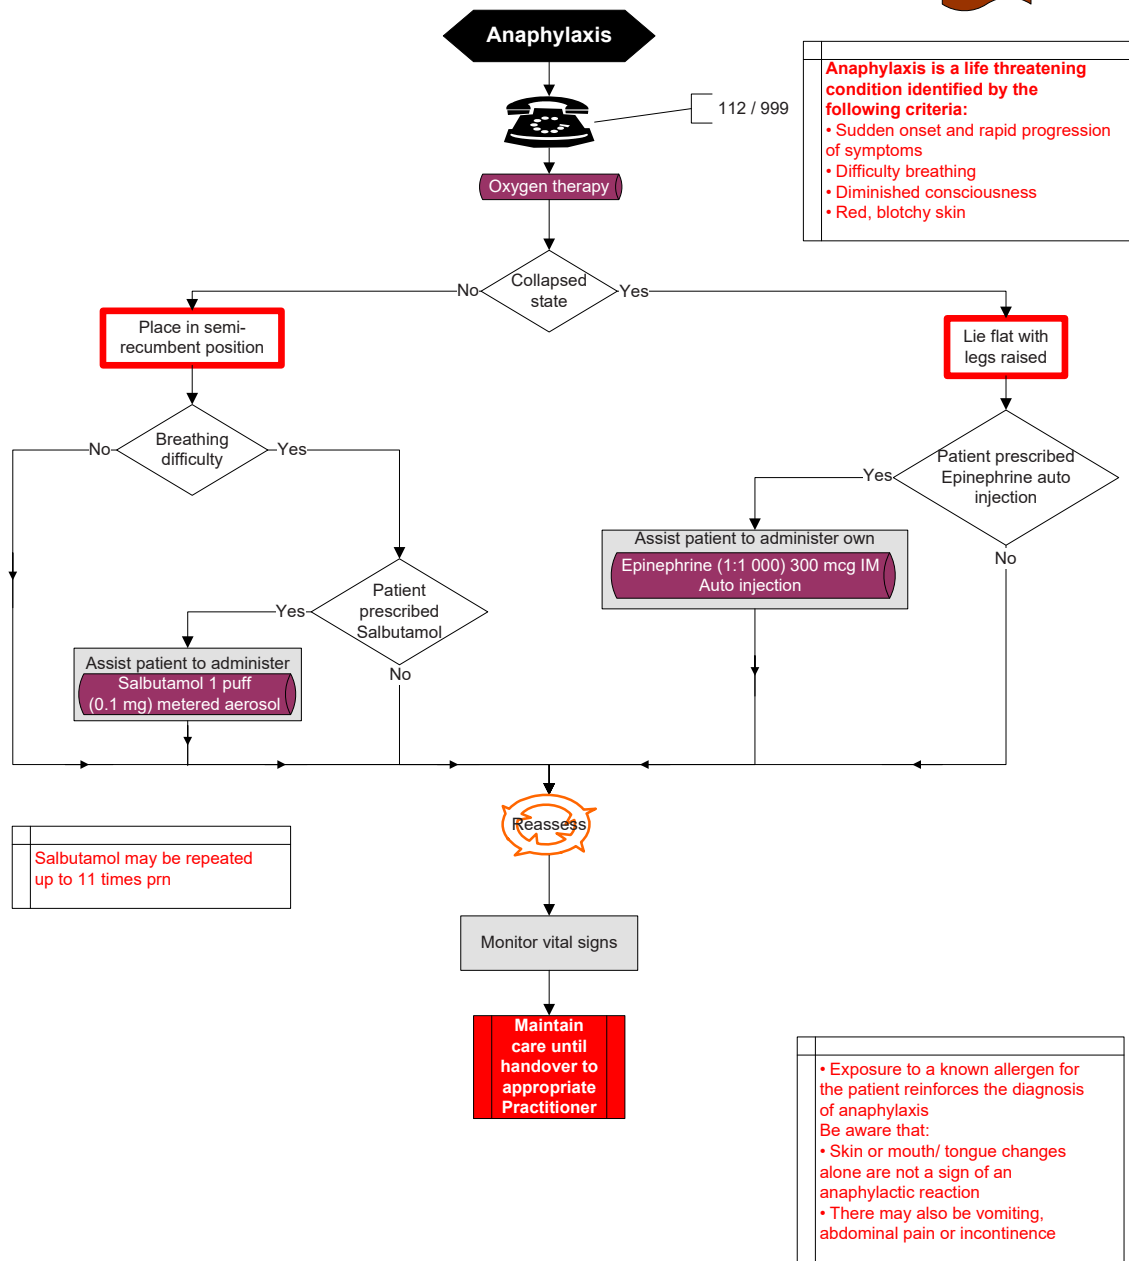 Anaphylaxis
112 / 999
Anaphylaxis is a life threatening
condition identified by the
following criteria:
• Sudden onset and rapid progression
of symptoms
• Difficulty breathing
• Diminished consciousness
• Red, blotchy skin
Oxygen therapy
Collapsed
state
No
Yes
Place in semi-
recumbent position
Lie flat with
legs raised
Breathing
difficulty
No
Yes
Patient prescribed
Epinephrine auto
injection
Yes
No
Assist patient to administer own
Epinephrine (1:1 000) 300 mcg IM
Auto injection
Patient
prescribed
Salbutamol
Yes
No
Assist patient to administer
Salbutamol 1 puff
(0.1 mg) metered aerosol
Reassess
Salbutamol may be repeated
up to 11 times prn
Monitor vital signs
Maintain
care until
handover to
appropriate
Practitioner
• Exposure to a known allergen for
the patient reinforces the diagnosis
of anaphylaxis
Be aware that:
• Skin or mouth/ tongue changes
alone are not a sign of an
anaphylactic reaction
• There may also be vomiting,
abdominal pain or incontinence